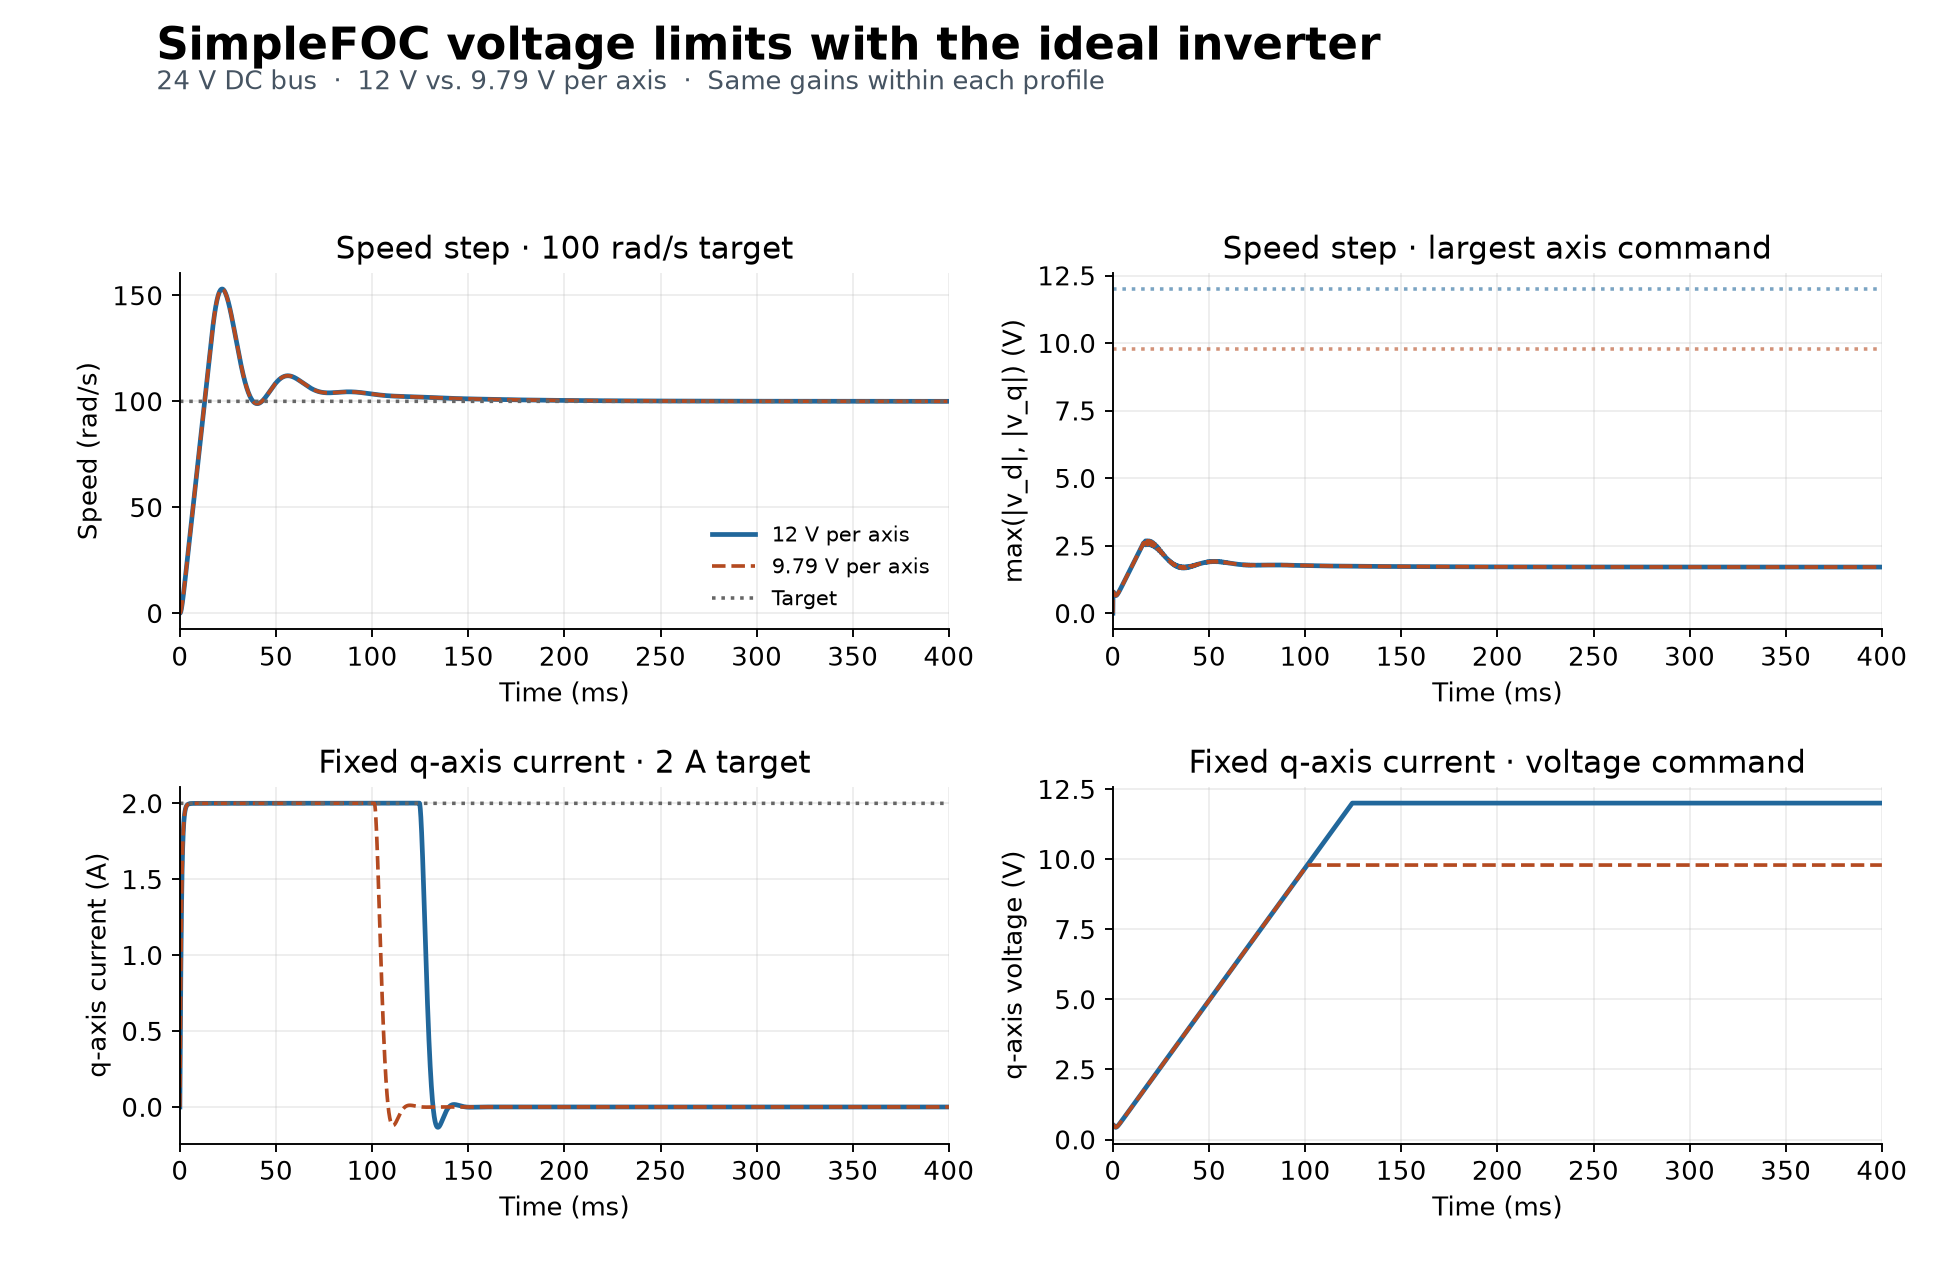 SimpleFOC voltage limits with the ideal inverter
24 V DC bus · 12 V vs. 9.79 V per axis · Same gains within each profile
Speed step · 100 rad/s target
Speed (rad/s)
150
100
50
0
12 V per axis
9.79 V per axis
Target
0 50 100 150 200 250 300 350 400
Time (ms)
Speed step · largest axis command
max(|v_d|, |v_q|) (V)
12.5
10.0
7.5
5.0
2.5
0.0
0 50 100 150 200 250 300 350 400
Time (ms)
Fixed q-axis current · 2 A target
q-axis current (A)
2.0
1.5
1.0
0.5
0.0
0 50 100 150 200 250 300 350 400
Time (ms)
Fixed q-axis current · voltage command
q-axis voltage (V)
12.5
10.0
7.5
5.0
2.5
0.0
0 50 100 150 200 250 300 350 400
Time (ms)